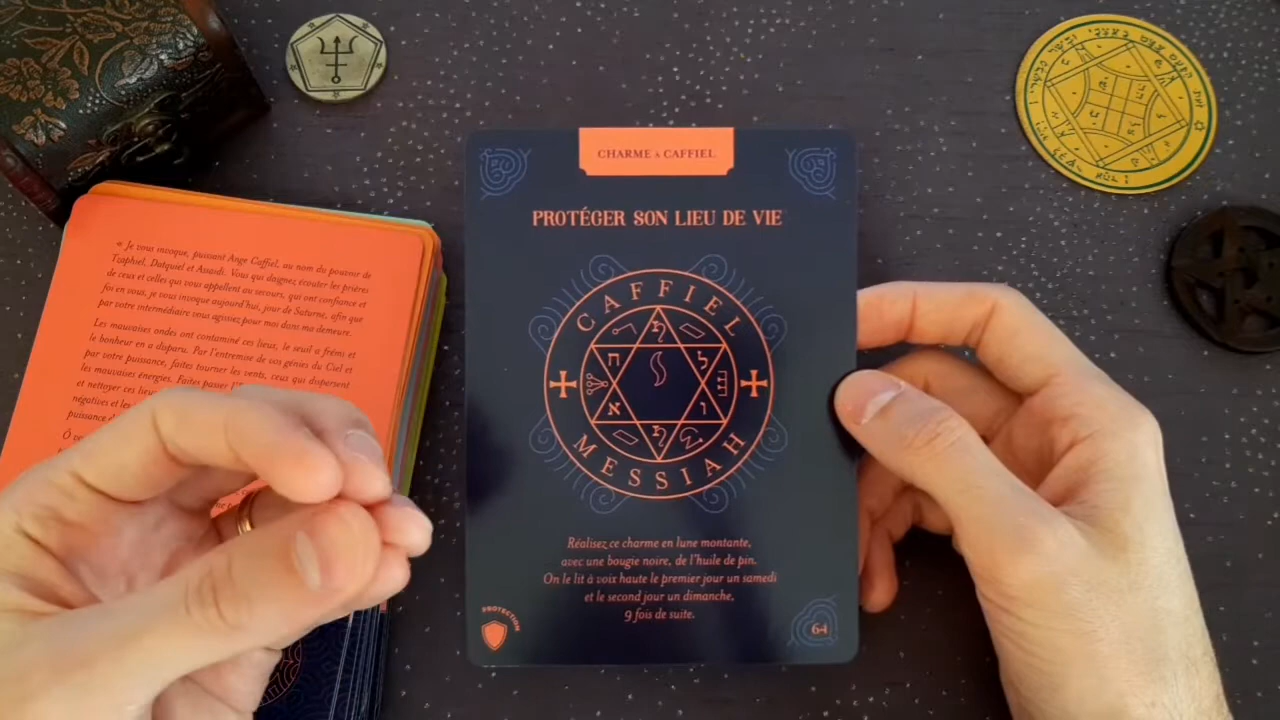 CHARME à CAFFIEL
PROTÉGER SON LIEU DE VIE
CAFFIEL
MESSIAH
Réalisez ce charme en lune montante,
avec une bougie noire, de l'huile de pin.
On le lit à voix haute le premier jour un samedi
et le second jour un dimanche,
9 fois de suite.
PROTECTION
64
« Je vous invoque, puissant Ange Caffiel, au nom du pouvoir de
Tzaphiel, Datquiel et Assaidi. Vous qui daignez écouter les prières
de ceux et celles qui vous appellent au secours, qui ont confiance et
foi en vous, je vous invoque aujourd'hui, jour de Saturne, afin que
par votre intermédiaire vous agissiez pour moi dans ma demeure.
Les mauvaises ondes ont contaminé ces lieux, le seuil a frémi et
le bonheur en a disparu. Par l'entremise de vos génies du Ciel et
par votre puissance, faites tourner les vents, ceux qui dispersent
les mauvaises énergies. Faites passer
et nettoyer ces lieux
négatives et les
puissance
Ô